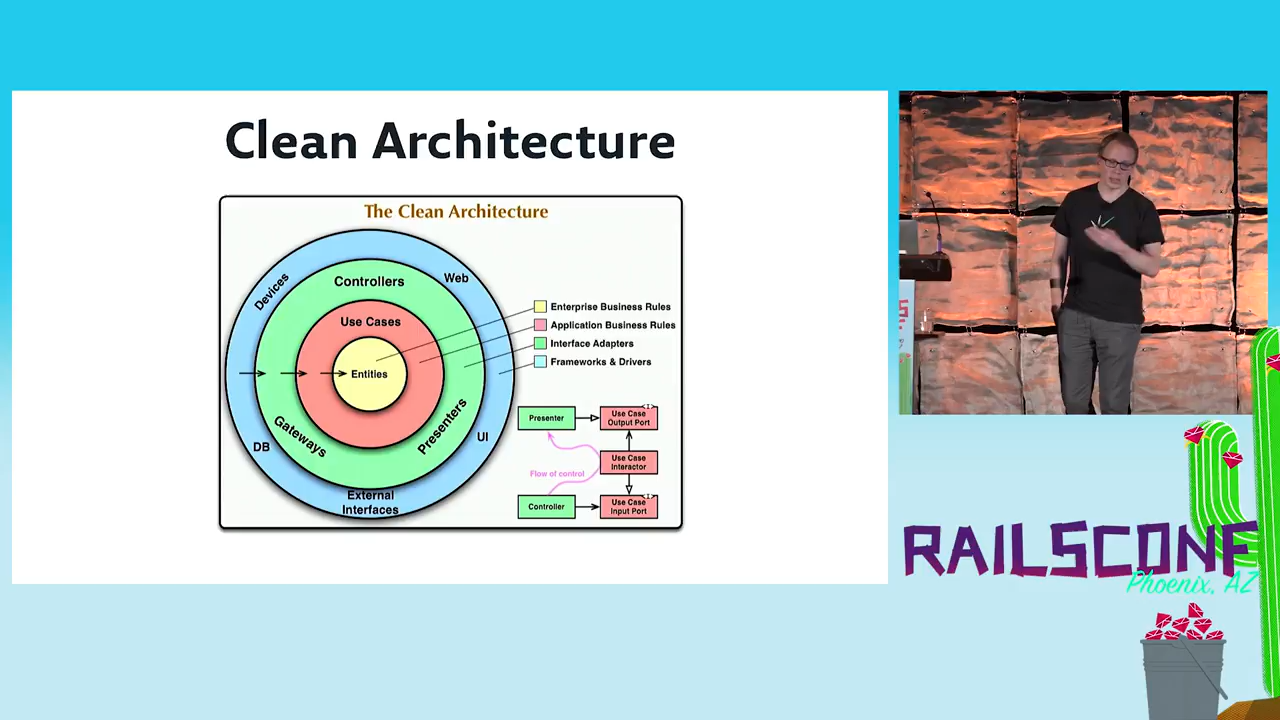 Clean Architecture
The Clean Architecture
Devices
Controllers
Web
Use Cases
Entities
Gateways
Presenters
DB
UI
External
Interfaces
Enterprise Business Rules
Application Business Rules
Interface Adapters
Frameworks & Drivers
Presenter
Use Case
Output Port
Use Case
Interactor
Flow of control
Controller
Use Case
Input Port
RAILSCONF
Phoenix, AZ